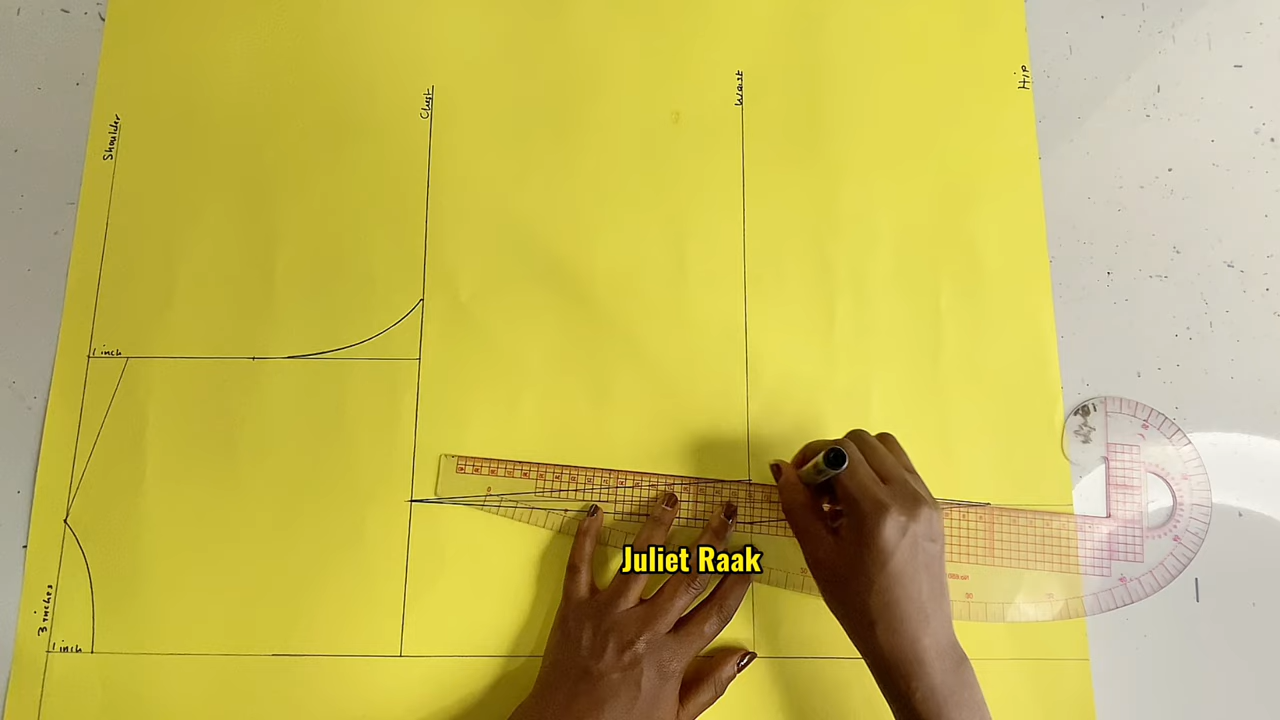 Shoulder
Chest
Waist
Hip
1 inch
3 inches
1 inch
Juliet Raak